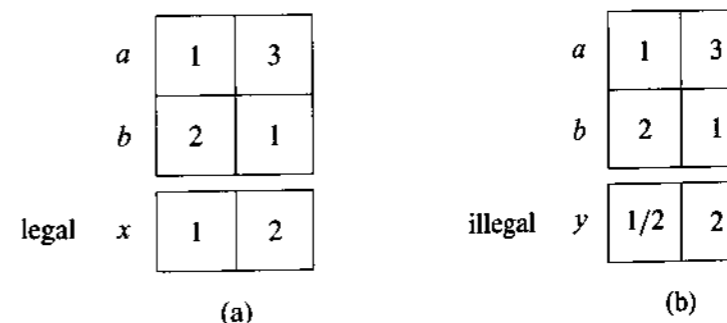 a 1 3 a 1 3
b 2 1 b 2 1
legal x 1 2 illegal y 1/2 2
(a) (b)